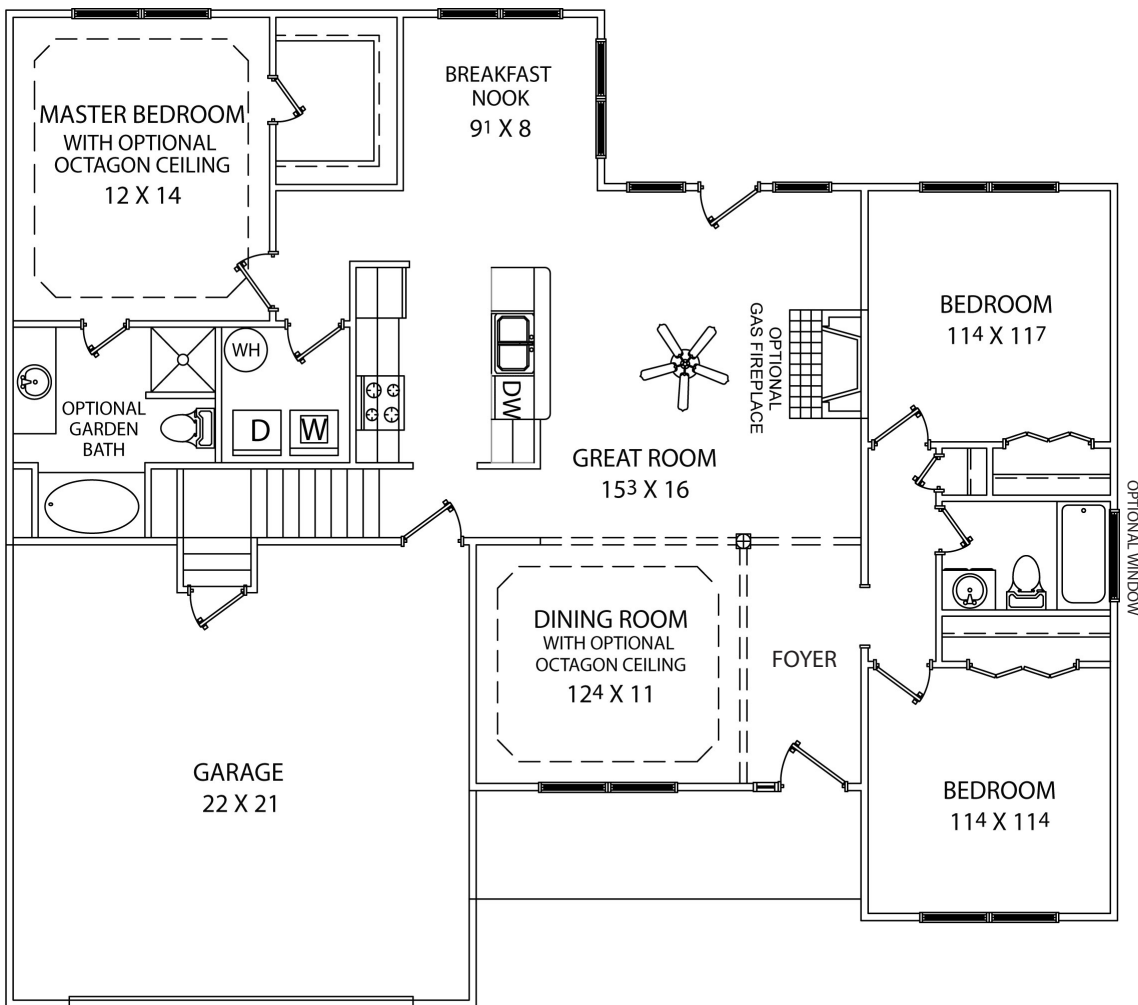 MASTER BEDROOM
WITH OPTIONAL
OCTAGON CEILING
12 X 14
BREAKFAST
NOOK
9¹ X 8
BEDROOM
11⁴ X 11⁷
OPTIONAL
GAS FIREPLACE
WH
D
W
DW
OPTIONAL
GARDEN
BATH
GREAT ROOM
15³ X 16
OPTIONAL WINDOW
DINING ROOM
WITH OPTIONAL
OCTAGON CEILING
12⁴ X 11
FOYER
GARAGE
22 X 21
BEDROOM
11⁴ X 11⁴